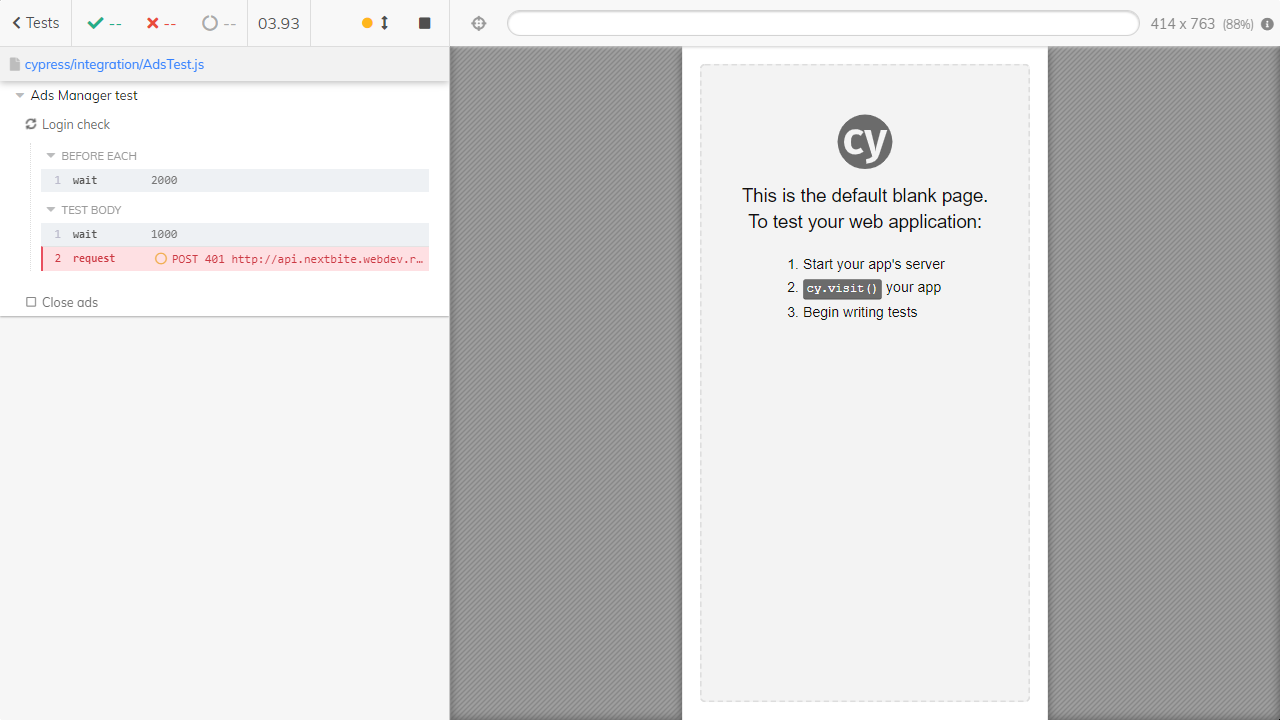 Tests
--
--
--
03.93
414 x 763 (88%)
cypress/integration/AdsTest.js
Ads Manager test
Login check
BEFORE EACH
1 wait 2000
TEST BODY
1 wait 1000
2 request POST 401 http://api.nextbite.webdev.r…
Close ads
cy
This is the default blank page.
To test your web application:
1. Start your app's server
2. cy.visit() your app
3. Begin writing tests